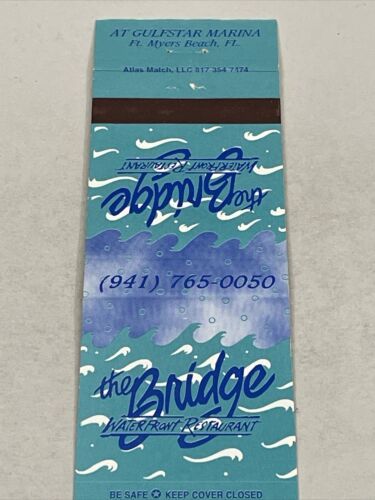 AT GULFSTAR MARINA
Ft. Myers Beach, FL.
Atlas Match, LLC 817 354 7474
the Bridge
WATERFRONT RESTAURANT
(941) 765-0050
the Bridge
WATERFRONT RESTAURANT
BE SAFE ✪ KEEP COVER CLOSED